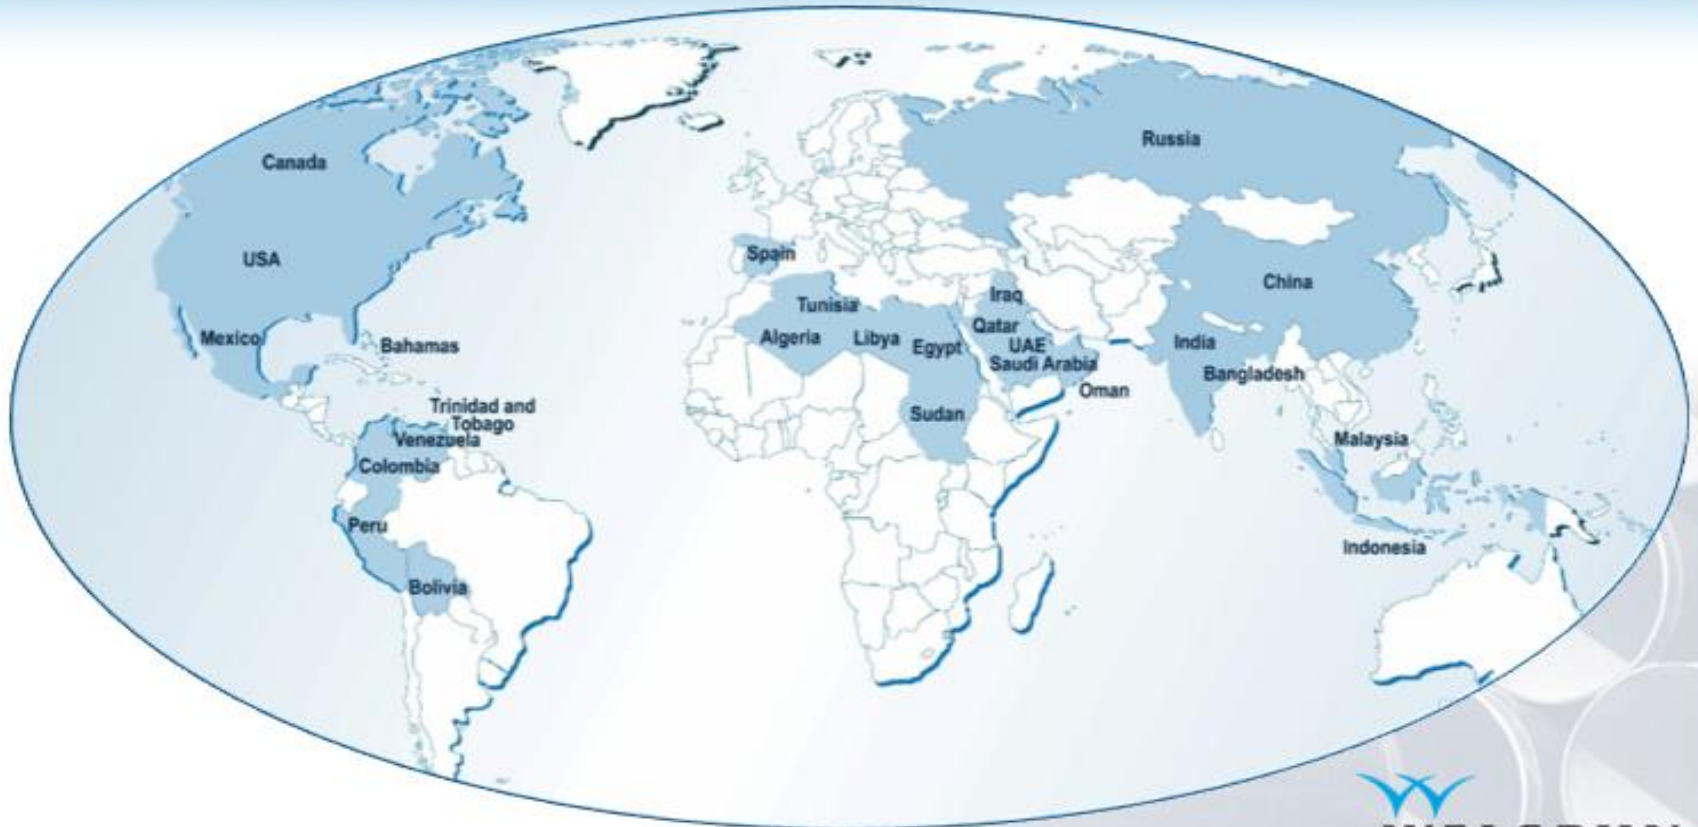 Canada
Russia
USA
Spain
China
Iraq
Tunisia
Mexico
Bahamas
Algeria
Libya
Egypt
Qatar
UAE
Saudi Arabia
India
Bangladesh
Oman
Trinidad and
Tobago
Venezuela
Sudan
Malaysia
Colombia
Peru
Indonesia
Bolivia